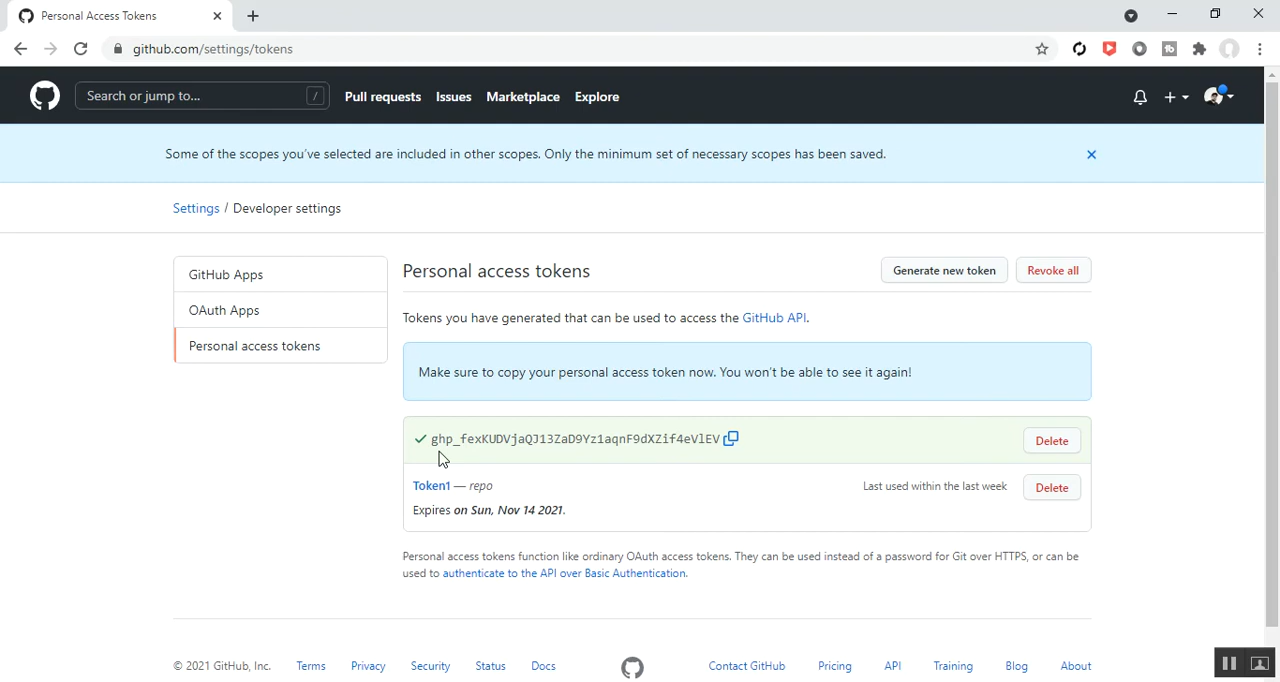 Personal Access Tokens
github.com/settings/tokens
Search or jump to... /
Pull requests Issues Marketplace Explore
Some of the scopes you've selected are included in other scopes. Only the minimum set of necessary scopes has been saved.
Settings / Developer settings
GitHub Apps
OAuth Apps
Personal access tokens
Personal access tokens
Generate new token
Revoke all
Tokens you have generated that can be used to access the GitHub API.
Make sure to copy your personal access token now. You won't be able to see it again!
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
Delete
Token1 — repo
Last used within the last week
Delete
Expires on Sun, Nov 14 2021.
Personal access tokens function like ordinary OAuth access tokens. They can be used instead of a password for Git over HTTPS, or can be
used to authenticate to the API over Basic Authentication.
© 2021 GitHub, Inc. Terms Privacy Security Status Docs Contact GitHub Pricing API Training Blog About